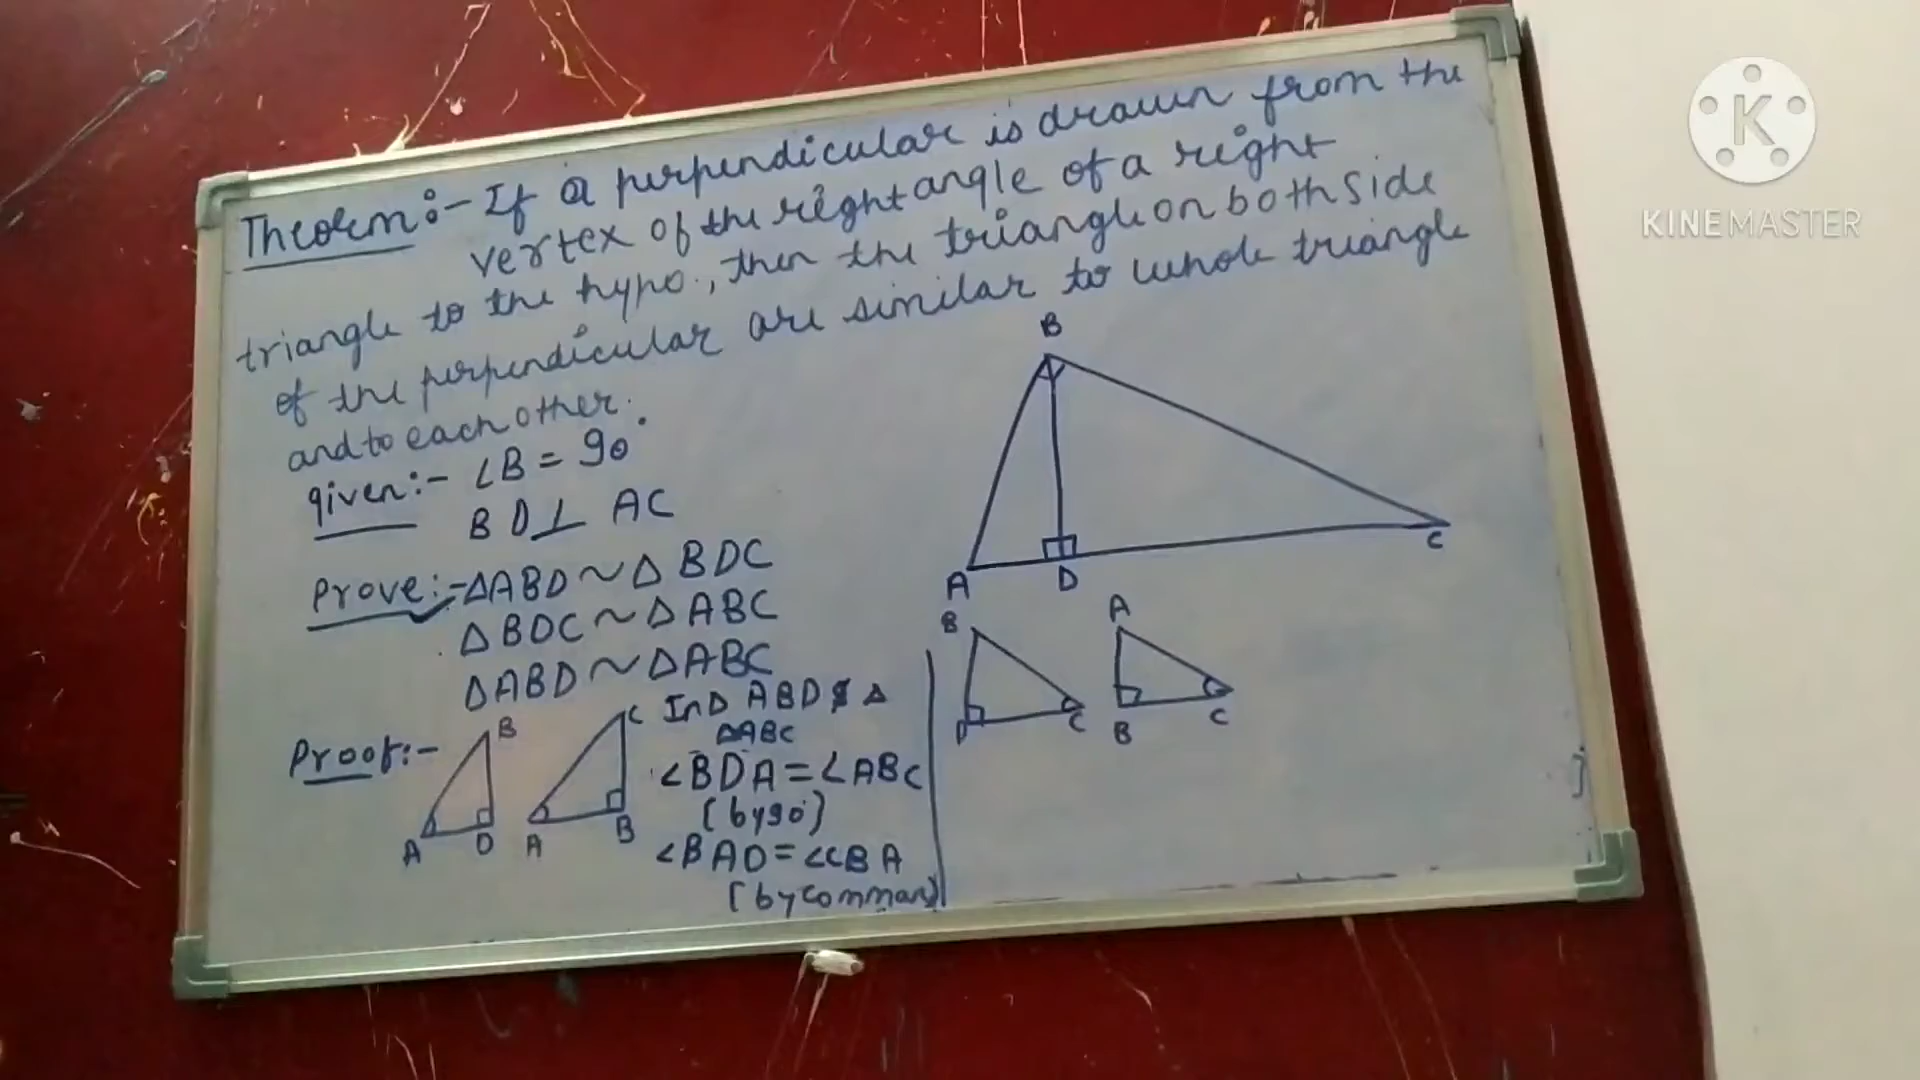 Theorm:- If a perpendicular is drawn from the
vertex of the right angle of a right
triangle to the hypo., then the triangle on both side
of the perpendicular are similar to whole triangle
and to each other.
given:- ∠B = 90°
BD⊥ AC
Prove:- ΔABD ~ Δ BDC
Δ BDC ~ Δ ABC
ΔABD ~ ΔABC
Proof:-
In Δ ABD & Δ
ΔABC
∠BDA = ∠ABC
[by 90°]
∠BAD = ∠CBA
[by comman]
B
A
D
C
B
A
D
C
A
B
B
D
C
A
B
C
K
KINEMASTER